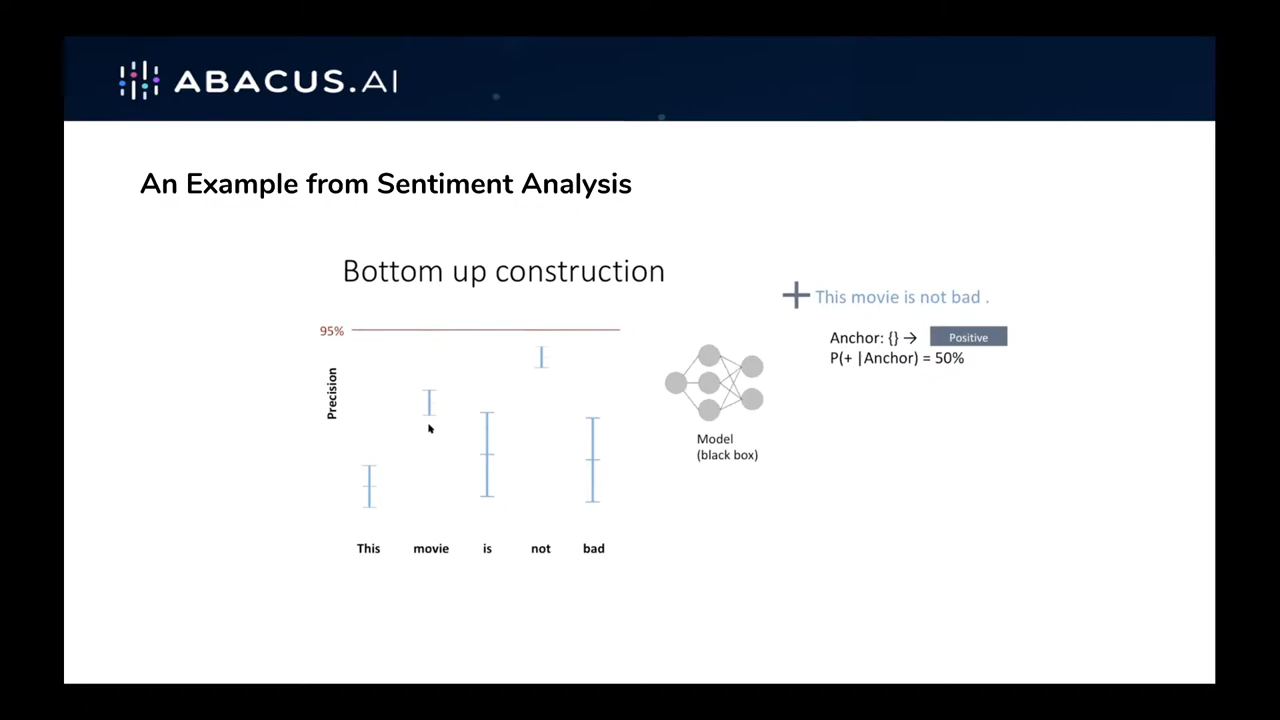 ABACUS.AI
An Example from Sentiment Analysis
Bottom up construction
95%
Precision
This movie is not bad
Model
(black box)
+ This movie is not bad .
Anchor: {} → Positive
P(+ |Anchor) = 50%